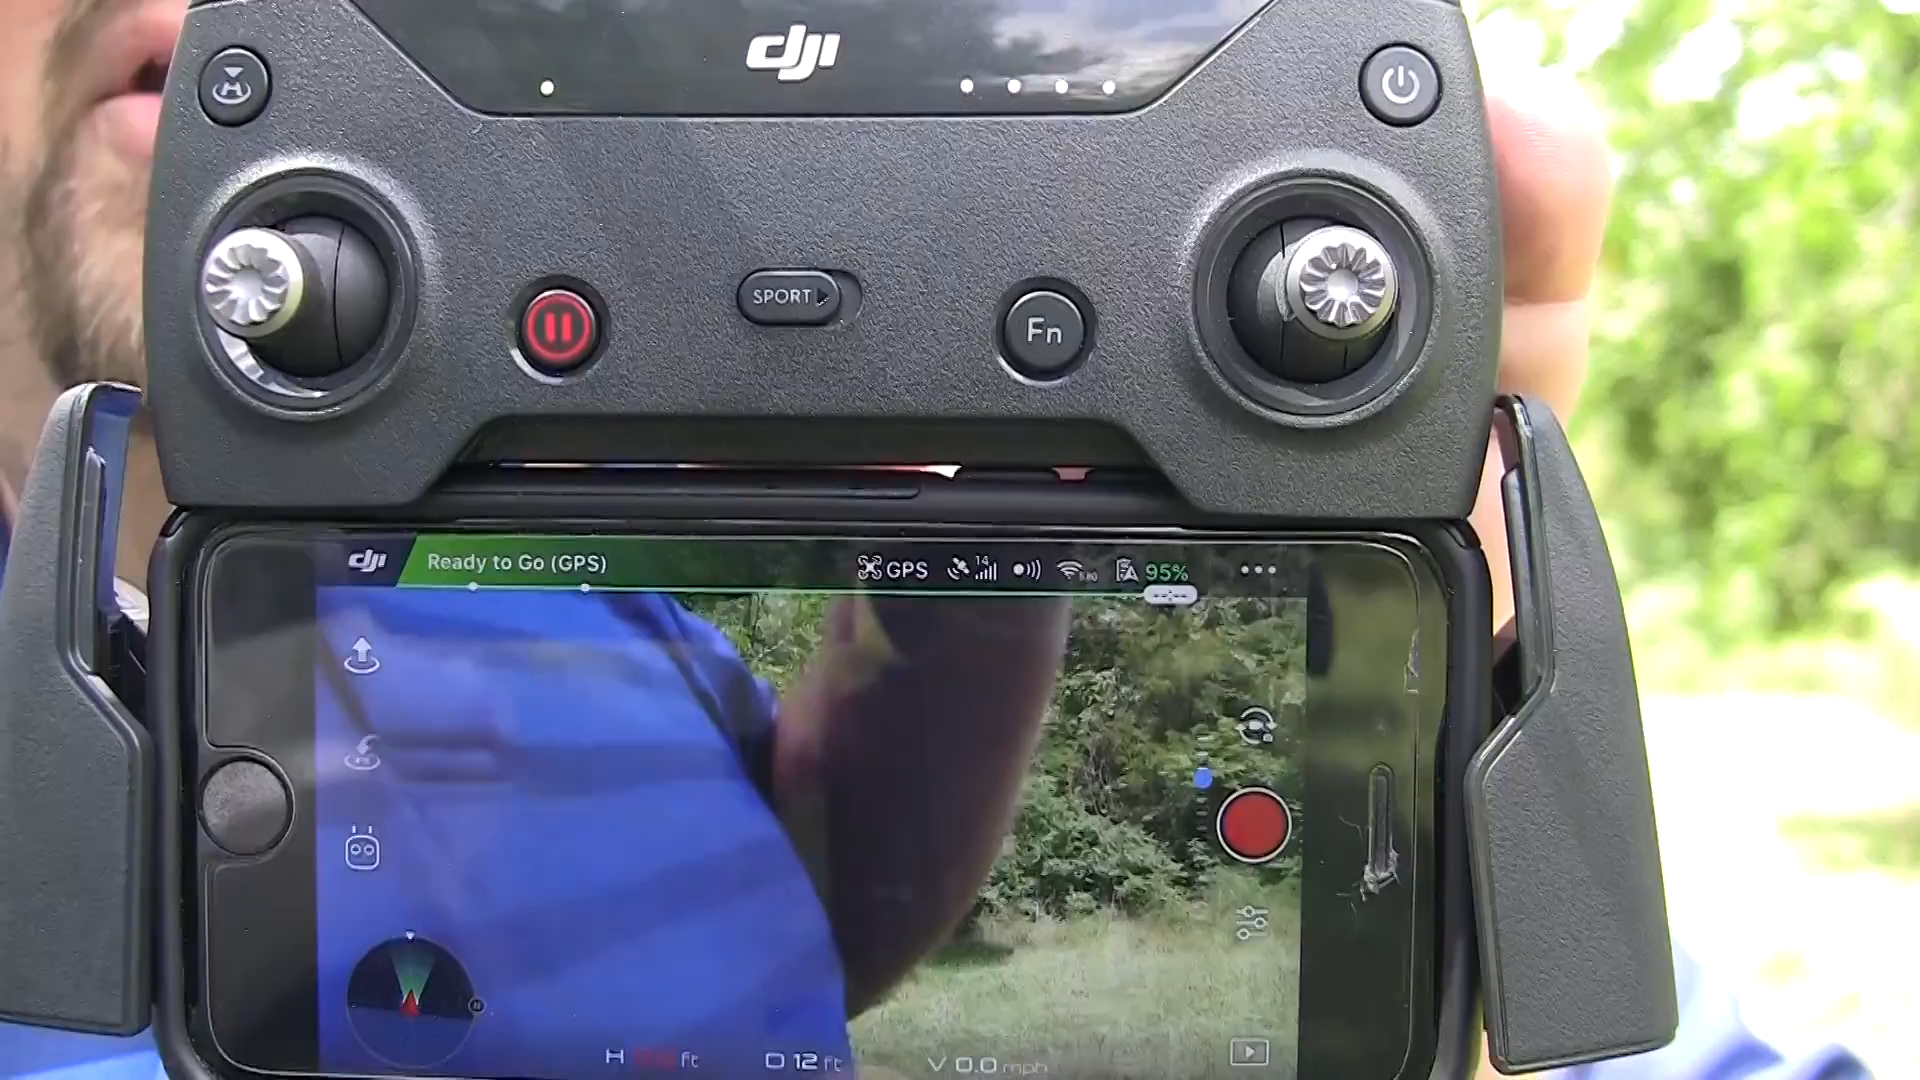 dji
SPORT
Fn
dji Ready to Go (GPS) GPS 14 95%
H ft D 12 ft V 0.0 mph